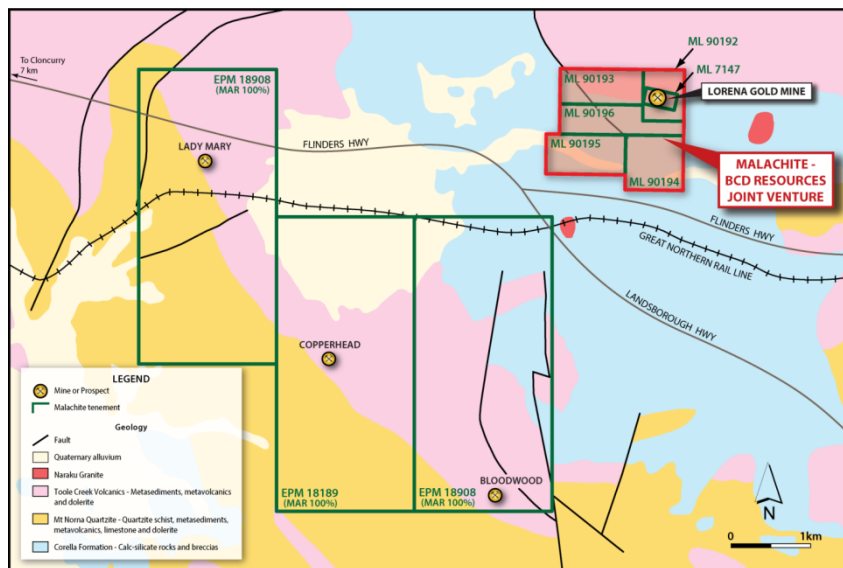 To Cloncurry
7 km
EPM 18908
(MAR 100%)
LADY MARY
FLINDERS HWY
ML 90192
ML 90193
ML 7147
LORENA GOLD MINE
ML 90196
ML 90195
ML 90194
MALACHITE -
BCD RESOURCES
JOINT VENTURE
FLINDERS HWY
GREAT NORTHERN RAIL LINE
LANDSBOROUGH HWY
COPPERHEAD
BLOODWOOD
EPM 18189
(MAR 100%)
EPM 18908
(MAR 100%)
LEGEND
Mine or Prospect
Malachite tenement
Geology
Fault
Quaternary alluvium
Naraku Granite
Toole Creek Volcanics - Metasediments, metavolcanics
and dolerite
Mt Norna Quartzite - Quartzite schist, metasediments,
metavolcanics, limestone and dolerite
Corella Formation - Calc-silicate rocks and breccias
N
0 1km